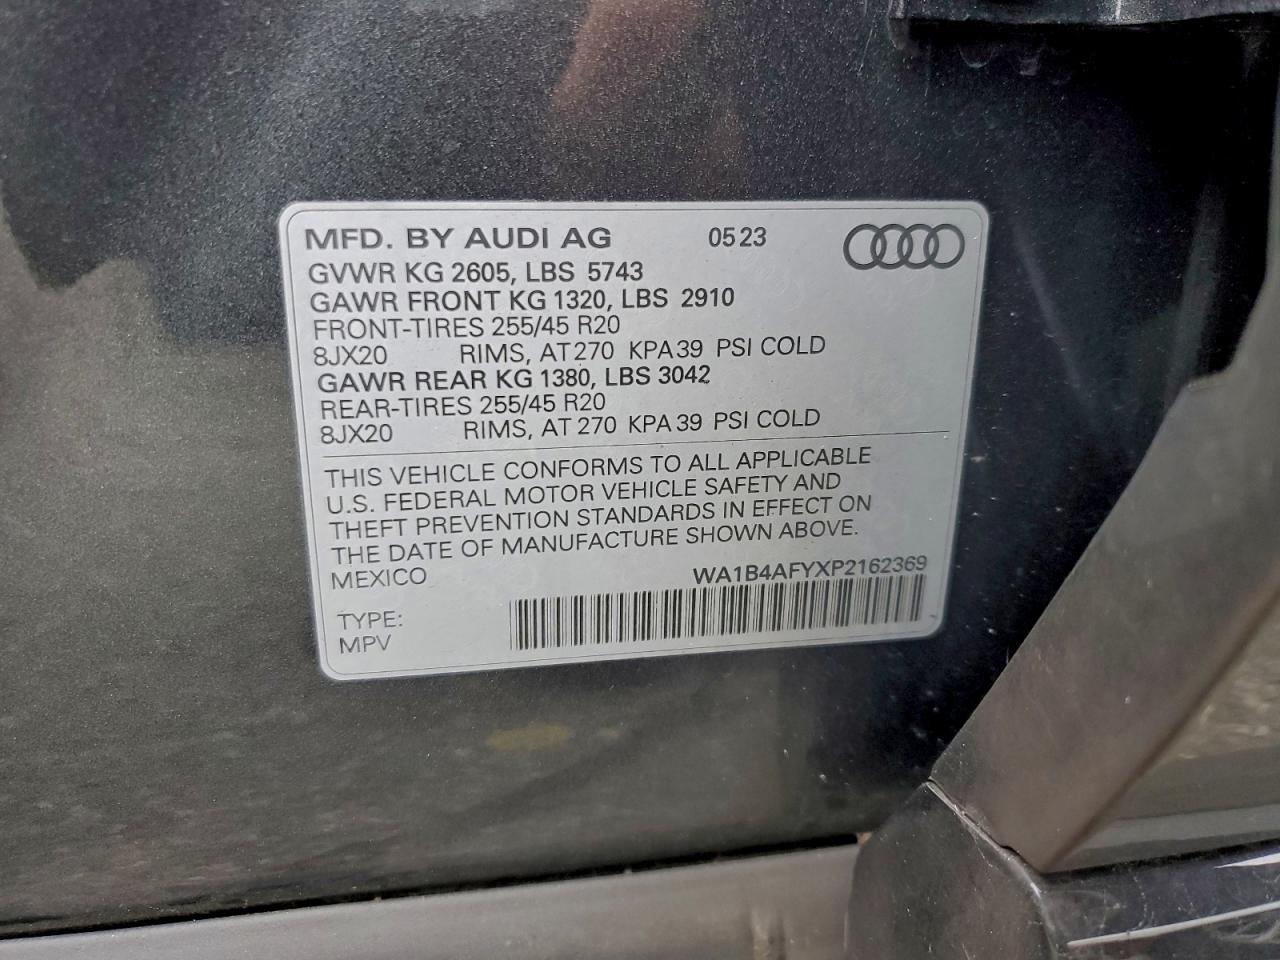 MFD. BY AUDI AG 05 23
GVWR KG 2605, LBS 5743
GAWR FRONT KG 1320, LBS 2910
FRONT-TIRES 255/45 R20
8JX20 RIMS, AT 270 KPA 39 PSI COLD
GAWR REAR KG 1380, LBS 3042
REAR-TIRES 255/45 R20
8JX20 RIMS, AT 270 KPA 39 PSI COLD
THIS VEHICLE CONFORMS TO ALL APPLICABLE
U.S. FEDERAL MOTOR VEHICLE SAFETY AND
THEFT PREVENTION STANDARDS IN EFFECT ON
THE DATE OF MANUFACTURE SHOWN ABOVE.
MEXICO WA1B4AFYXP2162369
TYPE:
MPV